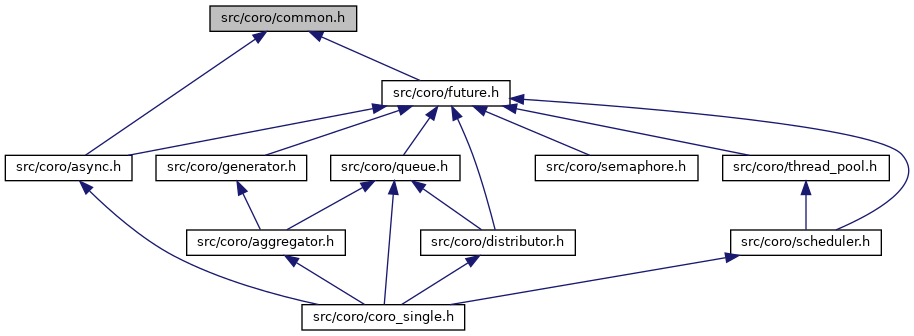 src/coro/common.h
src/coro/future.h
src/coro/async.h
src/coro/generator.h
src/coro/queue.h
src/coro/semaphore.h
src/coro/thread_pool.h
src/coro/aggregator.h
src/coro/distributor.h
src/coro/scheduler.h
src/coro/coro_single.h